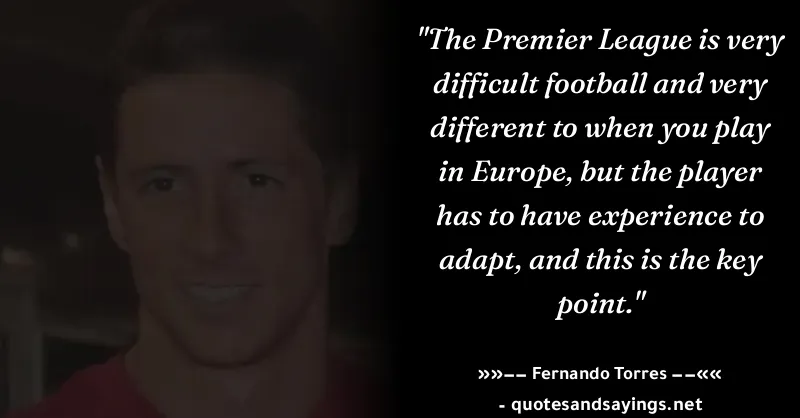 "The Premier League is very
difficult football and very
different to when you play
in Europe, but the player
has to have experience to
adapt, and this is the key
point."
»»−− Fernando Torres −−««
- quotesandsayings.net